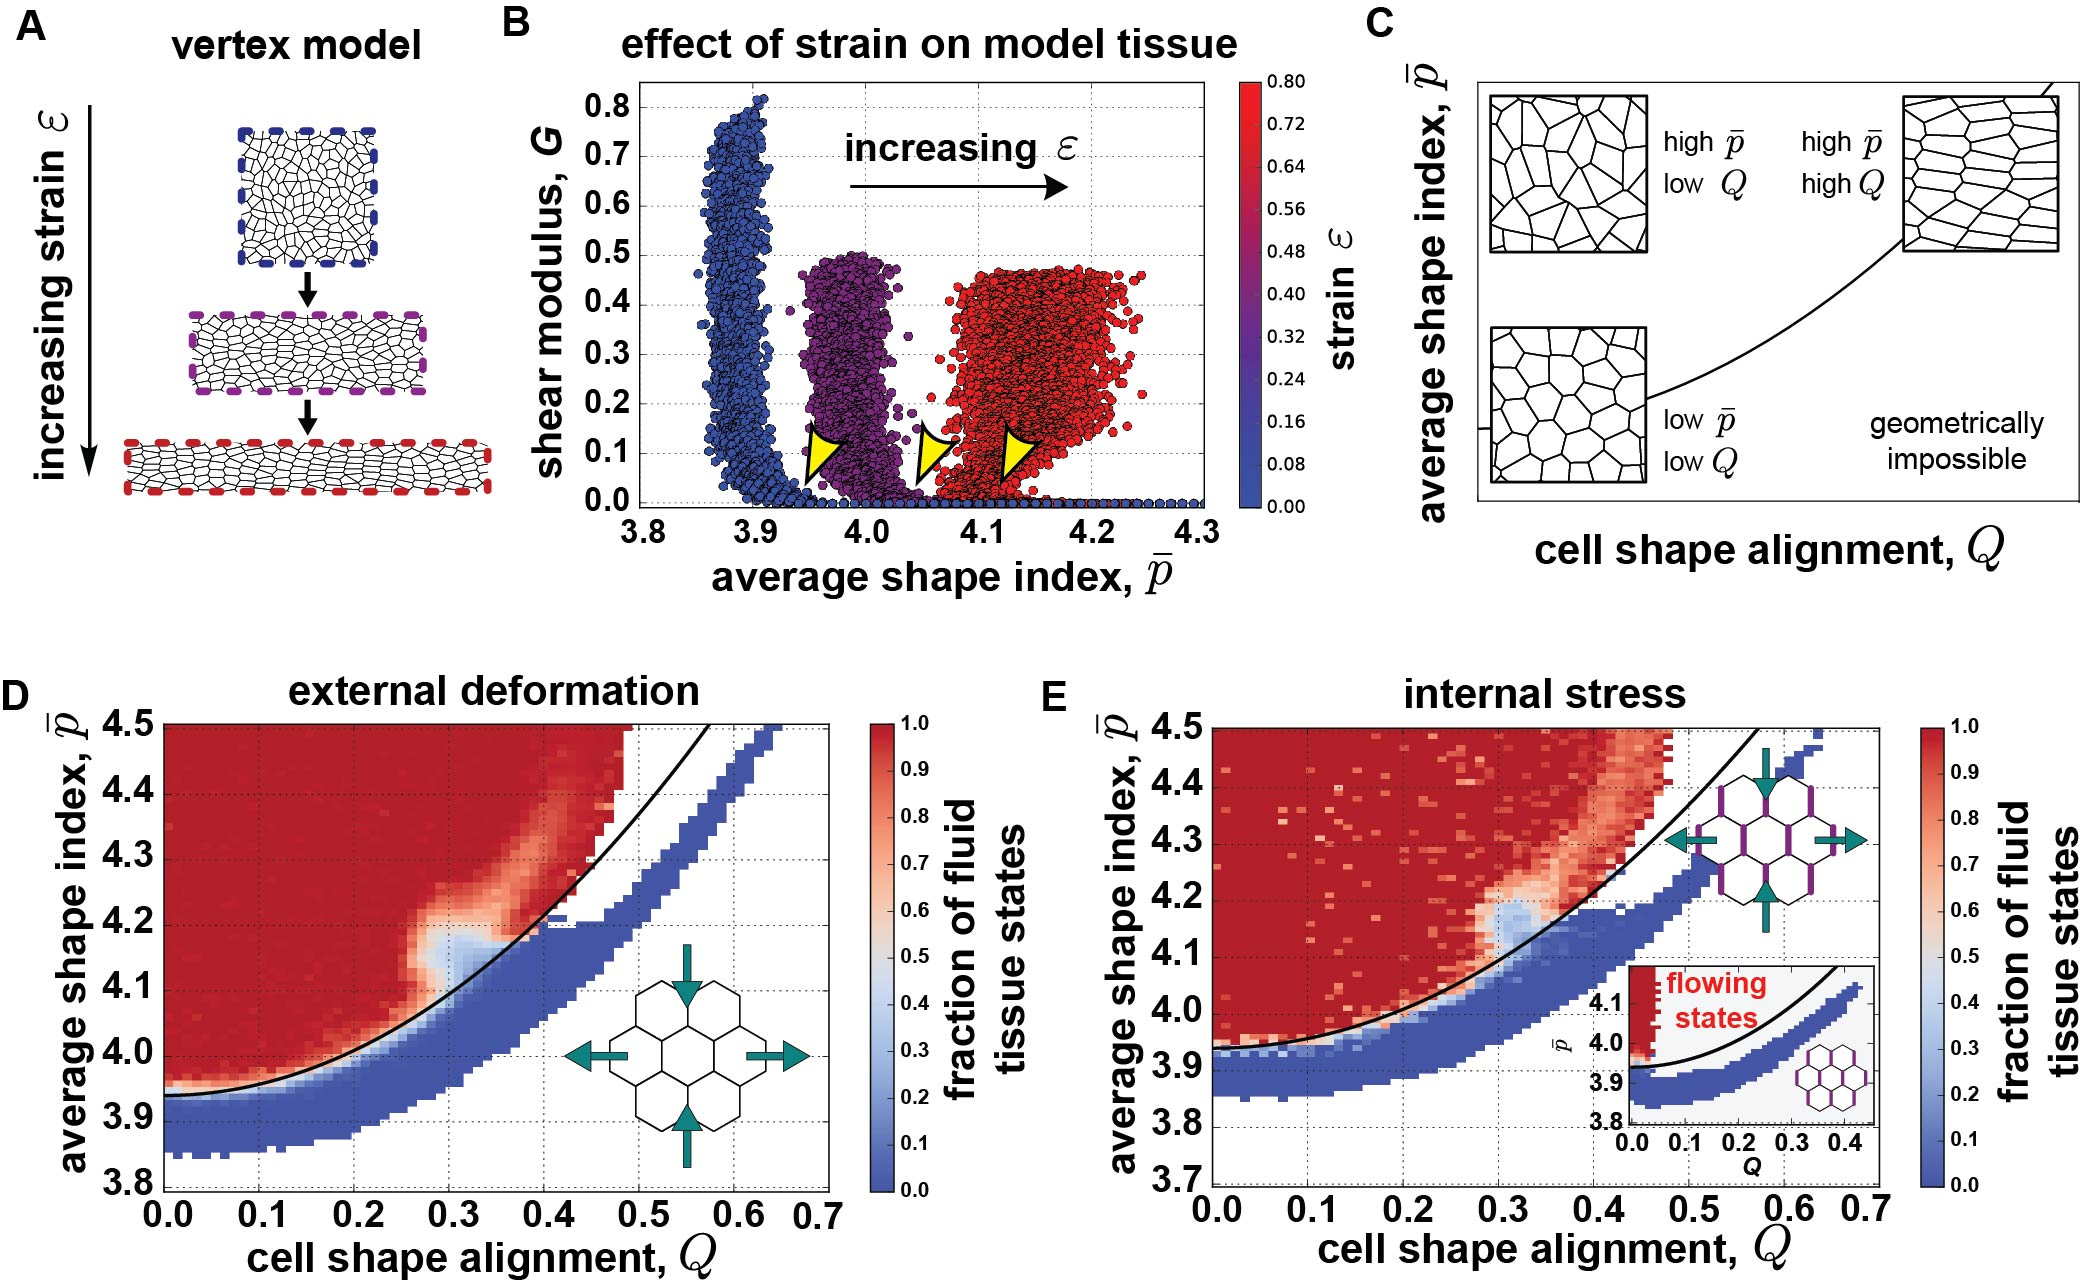 A
vertex model
increasing strain ε
B
effect of strain on model tissue
shear modulus, G
0.8
0.7
0.6
0.5
0.4
0.3
0.2
0.1
0.0
increasing ε
3.8 3.9 4.0 4.1 4.2 4.3
average shape index, p̄
0.80
0.72
0.64
0.56
0.48
0.40
0.32
0.24
0.16
0.08
0.00
strain ε
C
average shape index, p̄
high p̄
low Q
high p̄
high Q
low p̄
low Q
geometrically
impossible
cell shape alignment, Q
D
external deformation
average shape index, p̄
4.5
4.4
4.3
4.2
4.1
4.0
3.9
3.8
0.0 0.1 0.2 0.3 0.4 0.5 0.6 0.7
cell shape alignment, Q
1.0
0.9
0.8
0.7
0.6
0.5
0.4
0.3
0.2
0.1
0.0
fraction of fluid
tissue states
E
internal stress
average shape index, p̄
4.5
4.4
4.3
4.2
4.1
4.0
3.9
3.8
3.7
0.0 0.1 0.2 0.3 0.4 0.5 0.6 0.7
cell shape alignment, Q
flowing
states
p̄
4.1
4.0
3.9
3.8
0.0 0.1 0.2 0.3 0.4
Q
1.0
0.9
0.8
0.7
0.6
0.5
0.4
0.3
0.2
0.1
0.0
fraction of fluid
tissue states